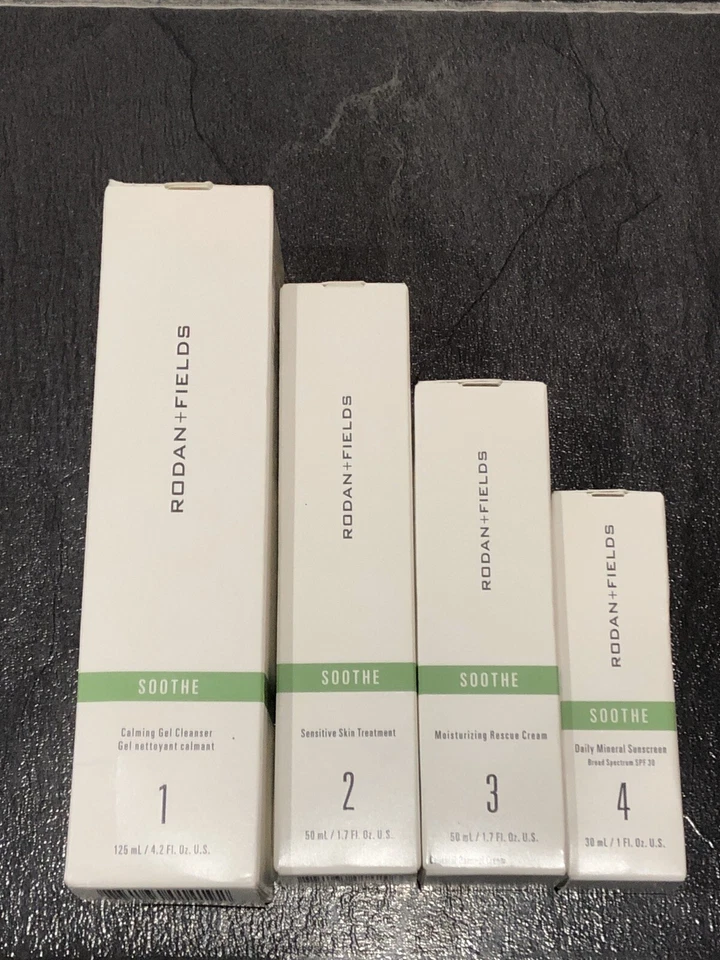 RODAN+FIELDS
SOOTHE
Calming Gel Cleanser
Gel nettoyant calmant
1
125 mL / 4.2 Fl. Oz. U.S.
RODAN+FIELDS
SOOTHE
Sensitive Skin Treatment
2
50 mL / 1.7 Fl. Oz. U.S.
RODAN+FIELDS
SOOTHE
Moisturizing Rescue Cream
3
50 mL / 1.7 Fl. Oz. U.S.
RODAN+FIELDS
SOOTHE
Daily Mineral Sunscreen
Broad Spectrum SPF 30
4
30 mL / 1 Fl. Oz. U.S.